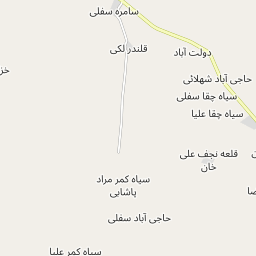 سامره سفلی
قلندر لکی
دولت آباد
حاجی آباد شهلائی
سیاه چقا سفلی
سیاه چقا علیا
قلعه نجف علی
خان
سیاه کمر مراد
پاشابی
حاجی آباد سفلی
سیاه کمر علیا